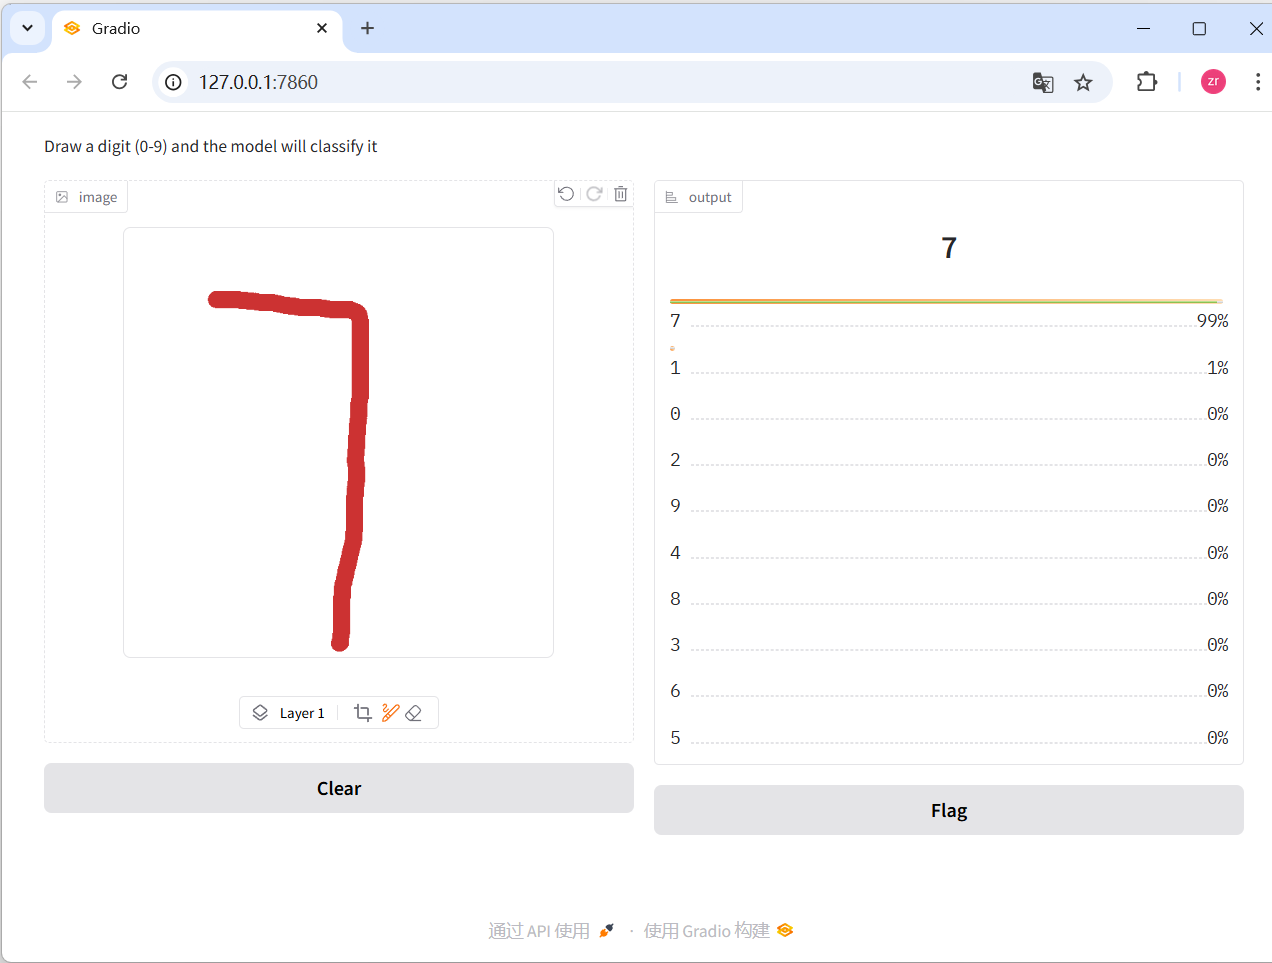 Gradio
127.0.0.1:7860
zr
Draw a digit (0-9) and the model will classify it
image
7
Layer 1
Clear
output
7
7 99%
1 1%
0 0%
2 0%
9 0%
4 0%
8 0%
3 0%
6 0%
5 0%
Flag
通过 API 使用 · 使用 Gradio 构建